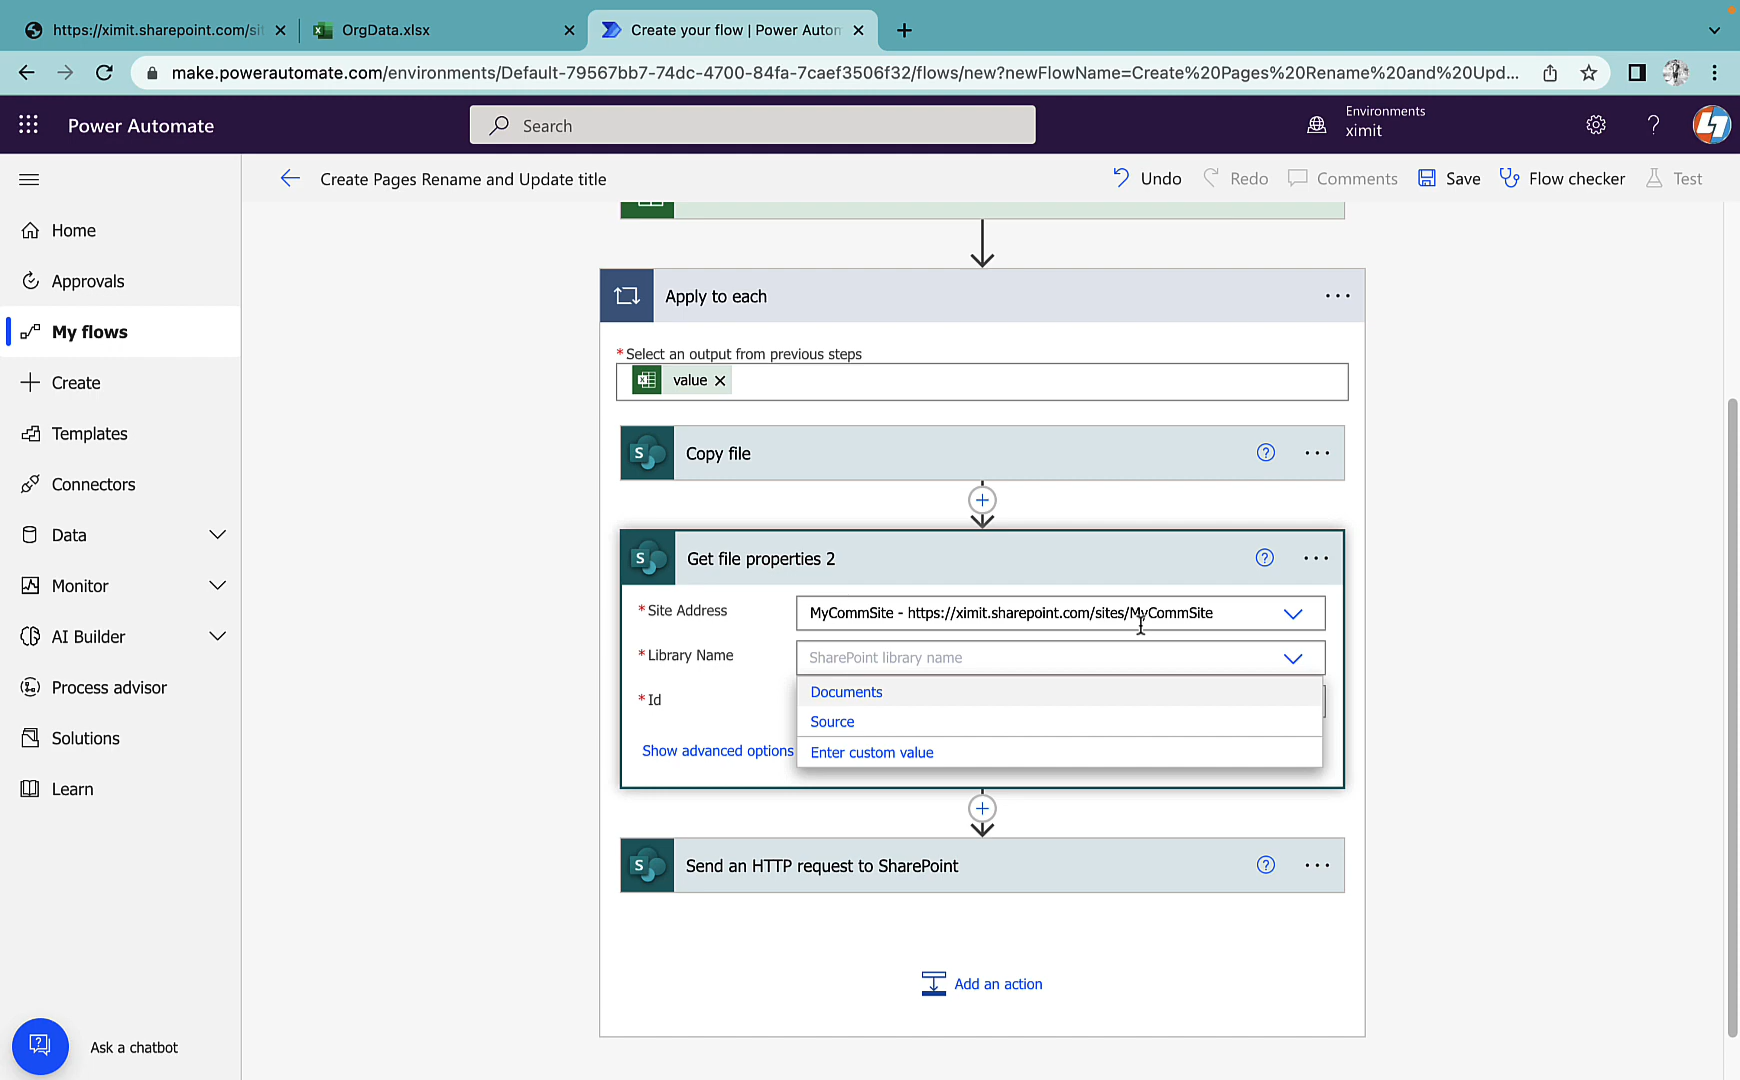 https://ximit.sharepoint.com/sit
OrgData.xlsx
Create your flow | Power Autom
make.powerautomate.com/environments/Default-79567bb7-74dc-4700-84fa-7caef3506f32/flows/new?newFlowName=Create%20Pages%20Rename%20and%20Upd...
Power Automate
Search
Environments
ximit
Create Pages Rename and Update title
Undo
Redo
Comments
Save
Flow checker
Test
Home
Approvals
My flows
Create
Templates
Connectors
Data
Monitor
AI Builder
Process advisor
Solutions
Learn
Ask a chatbot
Apply to each
* Select an output from previous steps
value
Copy file
Get file properties 2
* Site Address
MyCommSite - https://ximit.sharepoint.com/sites/MyCommSite
* Library Name
SharePoint library name
* Id
Documents
Source
Enter custom value
Show advanced options
Send an HTTP request to SharePoint
Add an action